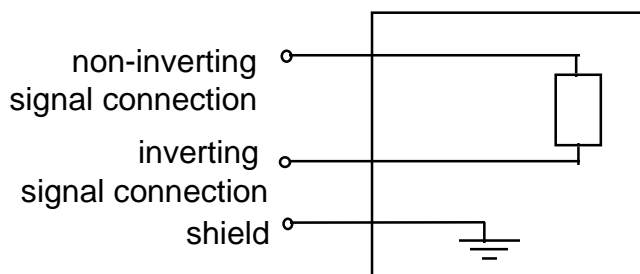 non-inverting
signal connection
inverting
signal connection
shield